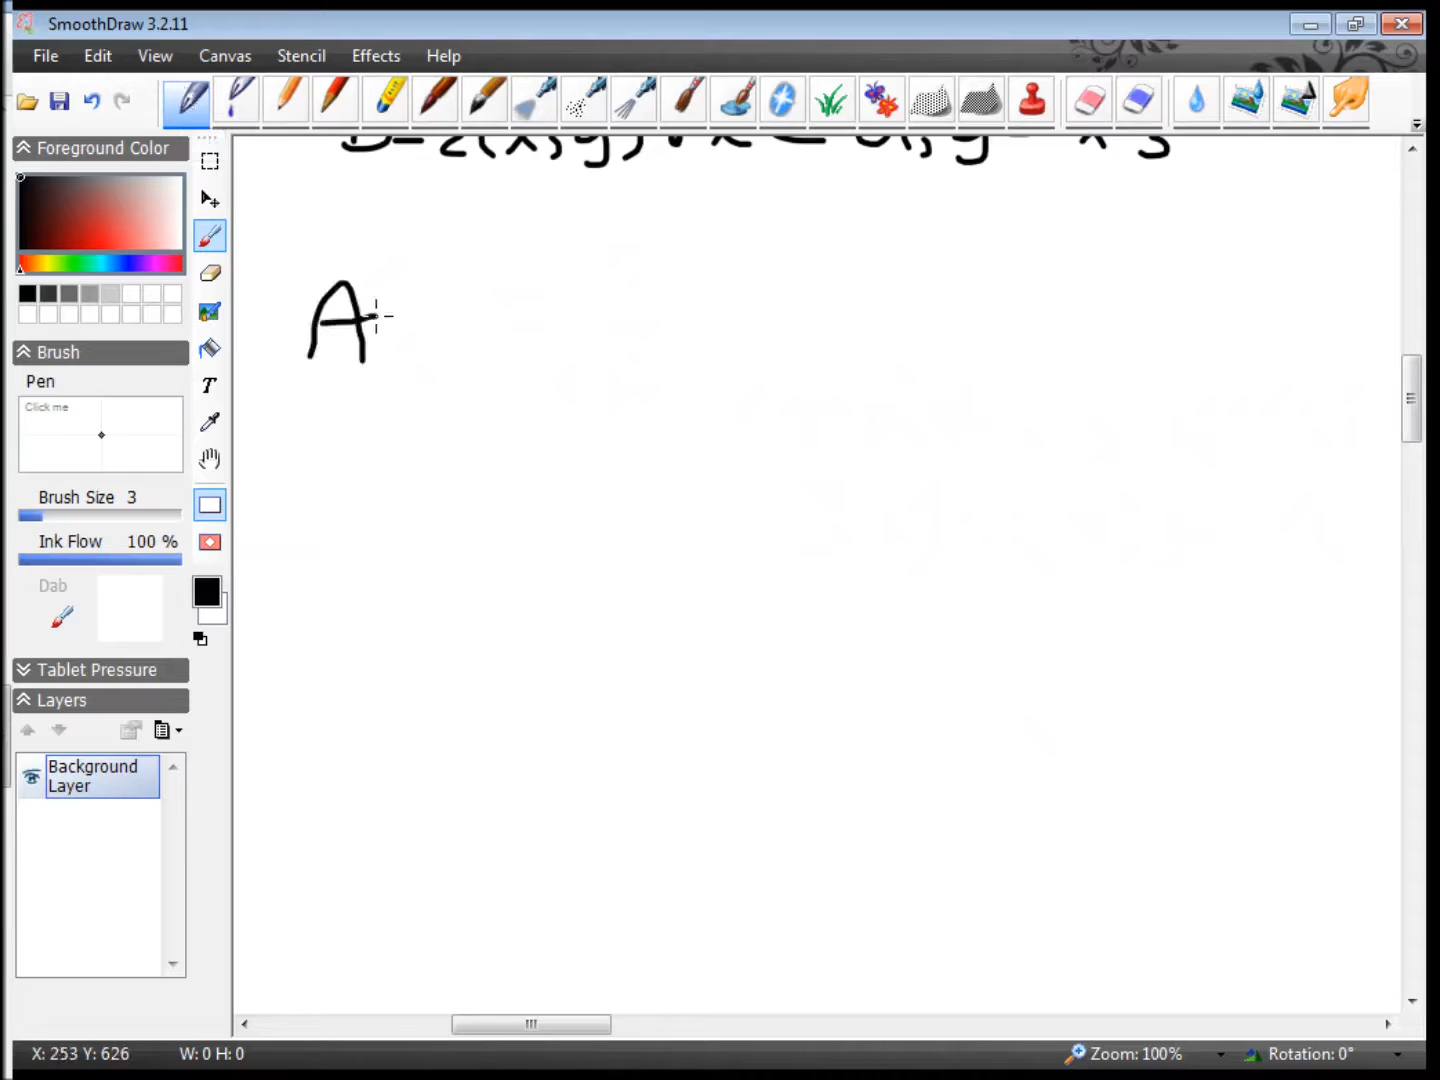 SmoothDraw 3.2.11
File Edit View Canvas Stencil Effects Help
Foreground Color
Brush
Pen
Click me
Brush Size 3
Ink Flow 100 %
Dab
Tablet Pressure
Layers
Background
Layer
A
X: 253 Y: 626 W: 0 H: 0 Zoom: 100% Rotation: 0°